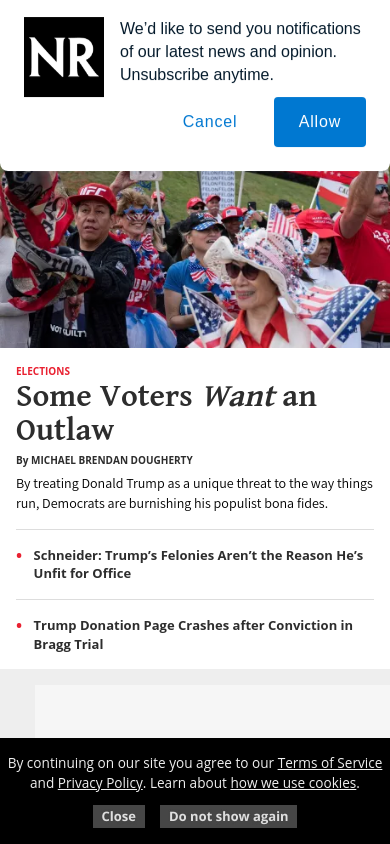 NR
We’d like to send you notifications
of our latest news and opinion.
Unsubscribe anytime.
Cancel
Allow
UFC
ELECTIONS
Some Voters Want an
Outlaw
By MICHAEL BRENDAN DOUGHERTY
By treating Donald Trump as a unique threat to the way things
run, Democrats are burnishing his populist bona fides.
• Schneider: Trump’s Felonies Aren’t the Reason He’s
Unfit for Office
• Trump Donation Page Crashes after Conviction in
Bragg Trial
By continuing on our site you agree to our Terms of Service
and Privacy Policy. Learn about how we use cookies.
Close
Do not show again